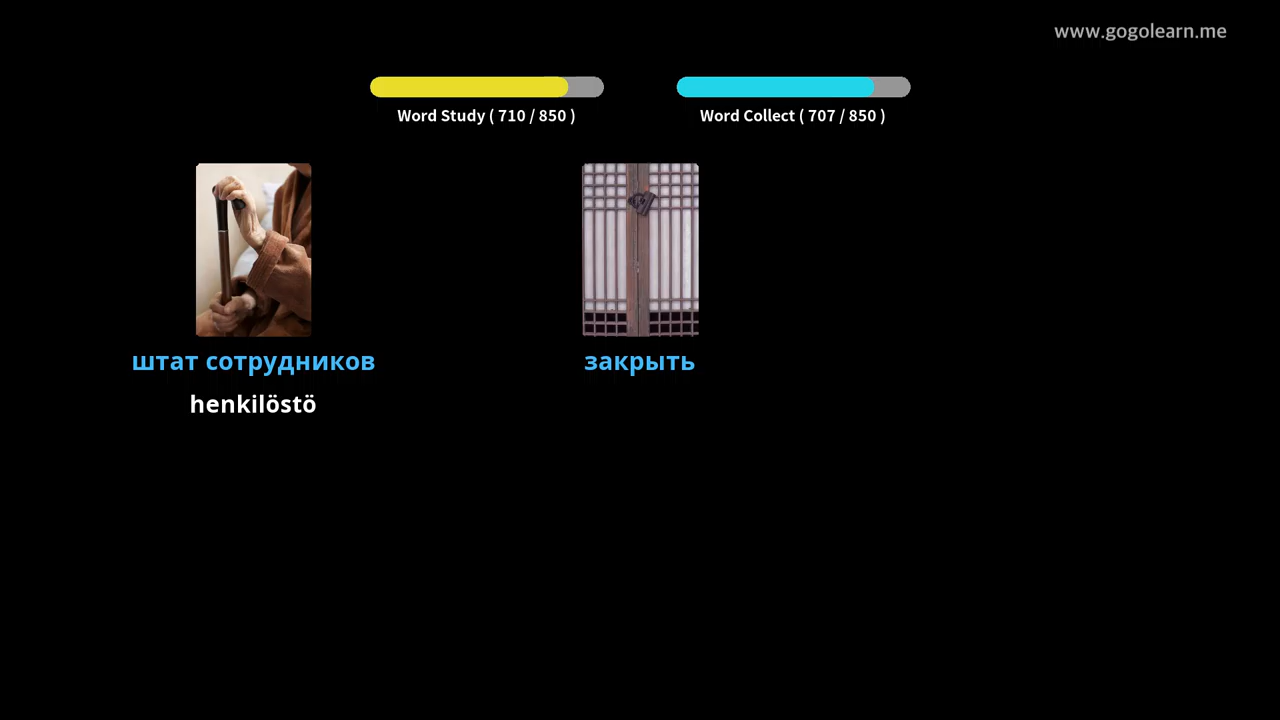 www.gogolearn.me
Word Study ( 710 / 850 )
Word Collect ( 707 / 850 )
штат сотрудников
закрыть
henkilöstö